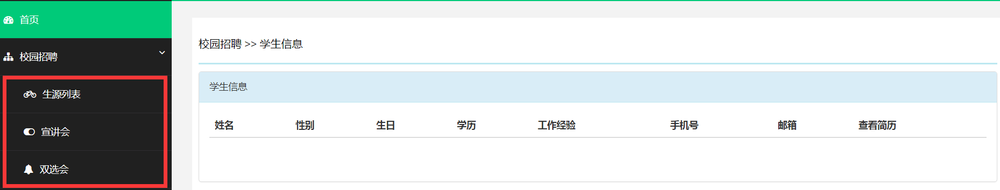 首页
校园招聘
生源列表
宣讲会
双选会
校园招聘 >> 学生信息
学生信息
姓名 性别 生日 学历 工作经验 手机号 邮箱 查看简历